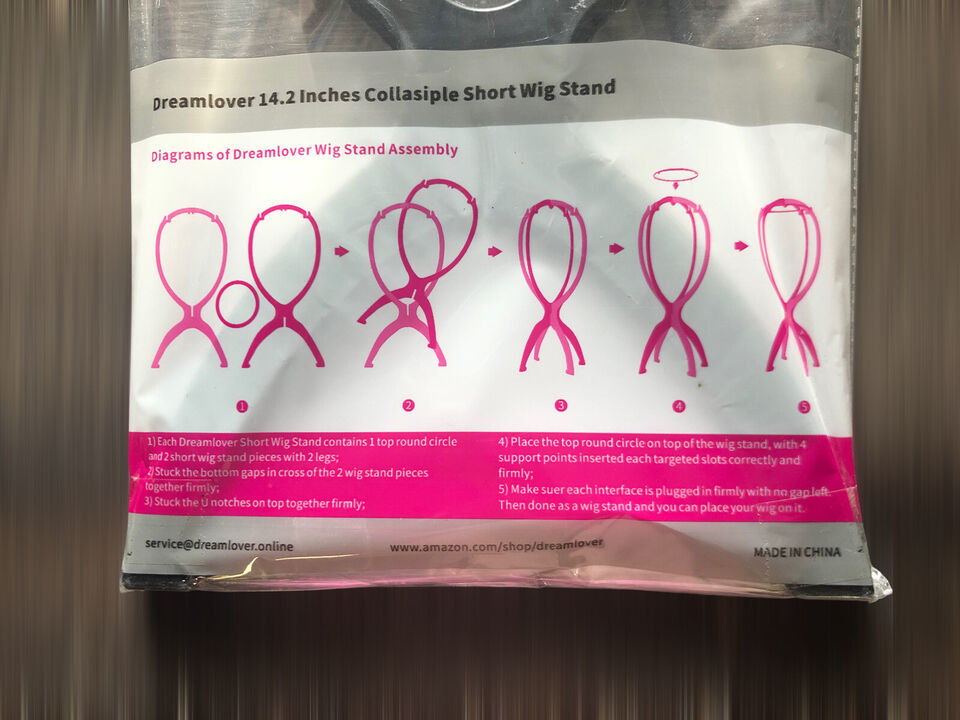 Dreamlover 14.2 Inches Collasiple Short Wig Stand
Diagrams of Dreamlover Wig Stand Assembly
1
2
3
4
5
1) Each Dreamlover Short Wig Stand contains 1 top round circle
and 2 short wig stand pieces with 2 legs;
2) Stuck the bottom gaps in cross of the 2 wig stand pieces
together firmly;
3) Stuck the U notches on top together firmly;
4) Place the top round circle on top of the wig stand, with 4
support points inserted each targeted slots correctly and
firmly;
5) Make suer each interface is plugged in firmly with no gap left.
Then done as a wig stand and you can place your wig on it.
service@dreamlover.online
www.amazon.com/shop/dreamlover
MADE IN CHINA